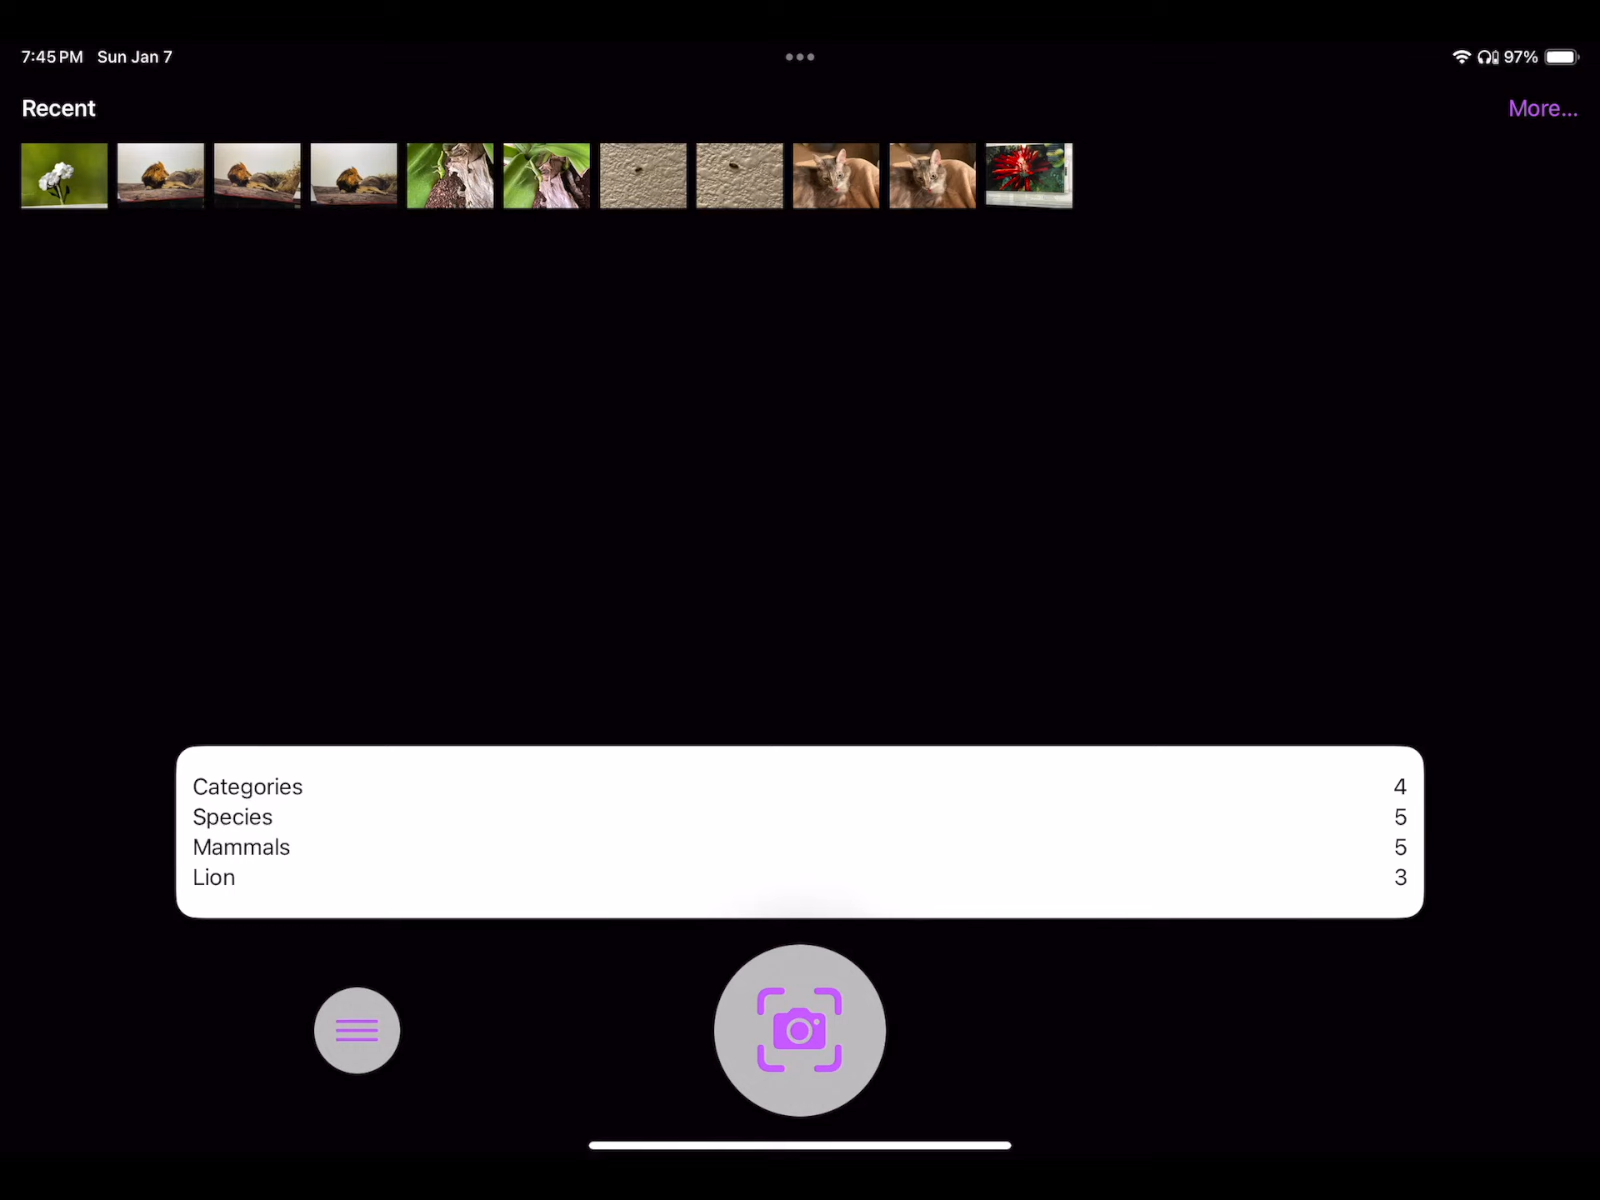 7:45 PM Sun Jan 7
97%
Recent
More...
Categories 4
Species 5
Mammals 5
Lion 3